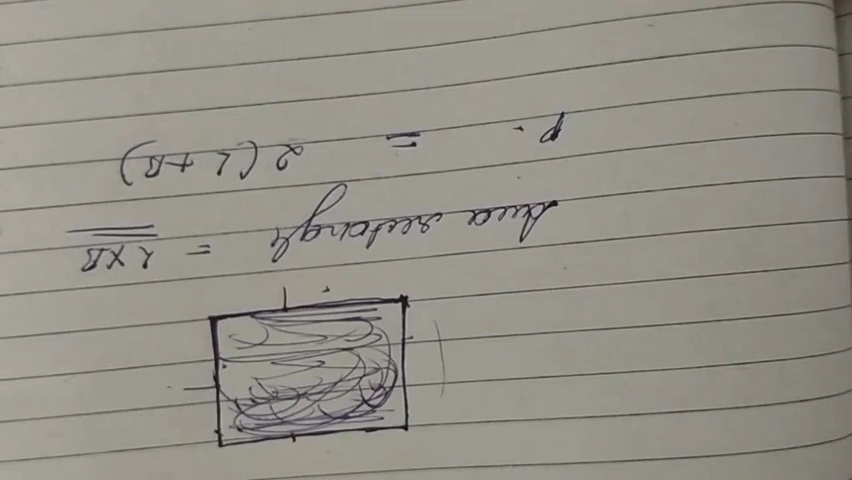 Area rectangle = L×B
P. = 2(L+B)